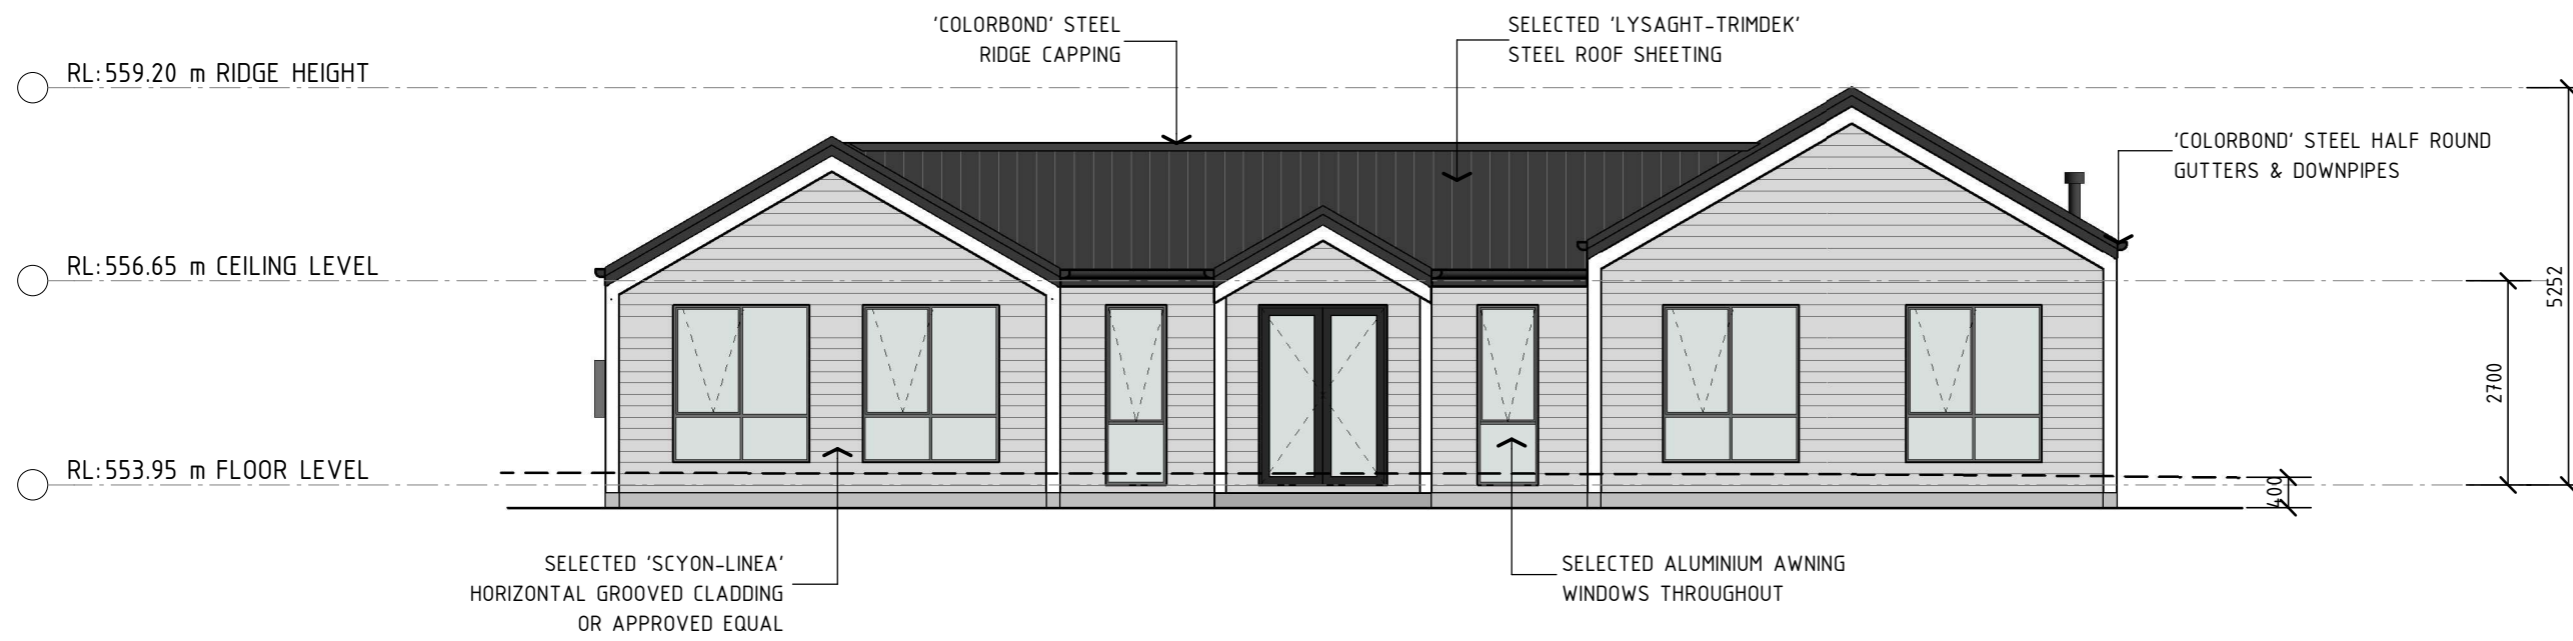 'COLORBOND' STEEL
RIDGE CAPPING
SELECTED 'LYSAGHT-TRIMDEK'
STEEL ROOF SHEETING
RL:559.20 m RIDGE HEIGHT
'COLORBOND' STEEL HALF ROUND
GUTTERS & DOWNPIPES
RL:556.65 m CEILING LEVEL
5252
2700
RL:553.95 m FLOOR LEVEL
400
SELECTED 'SCYON-LINEA'
HORIZONTAL GROOVED CLADDING
OR APPROVED EQUAL
SELECTED ALUMINIUM AWNING
WINDOWS THROUGHOUT